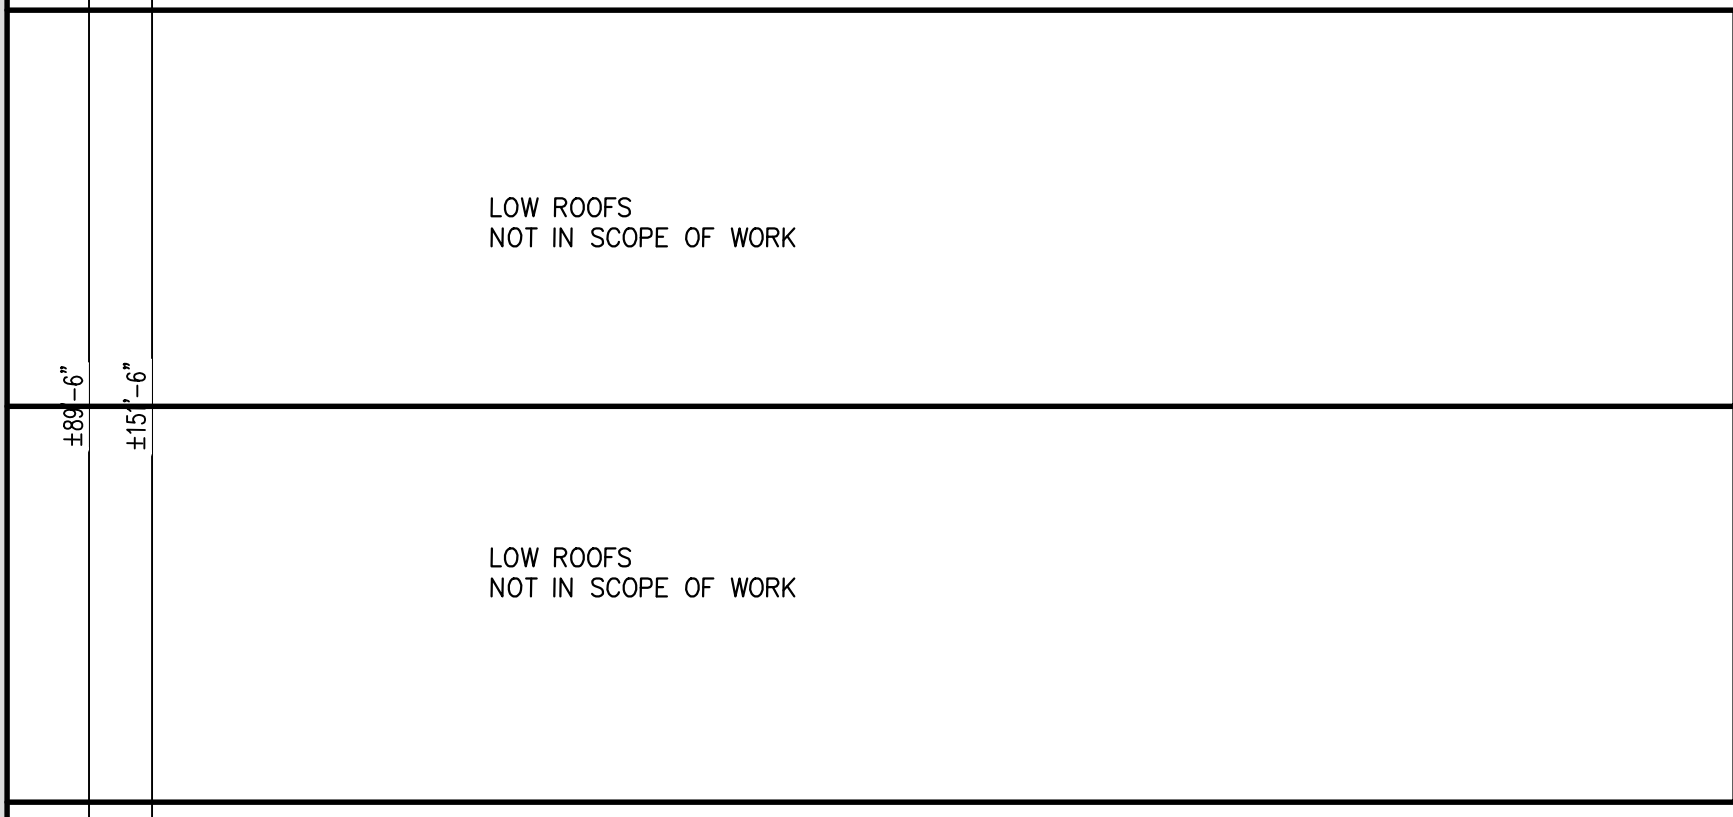 LOW ROOFS
NOT IN SCOPE OF WORK
±89'-6"
±151'-6"
LOW ROOFS
NOT IN SCOPE OF WORK